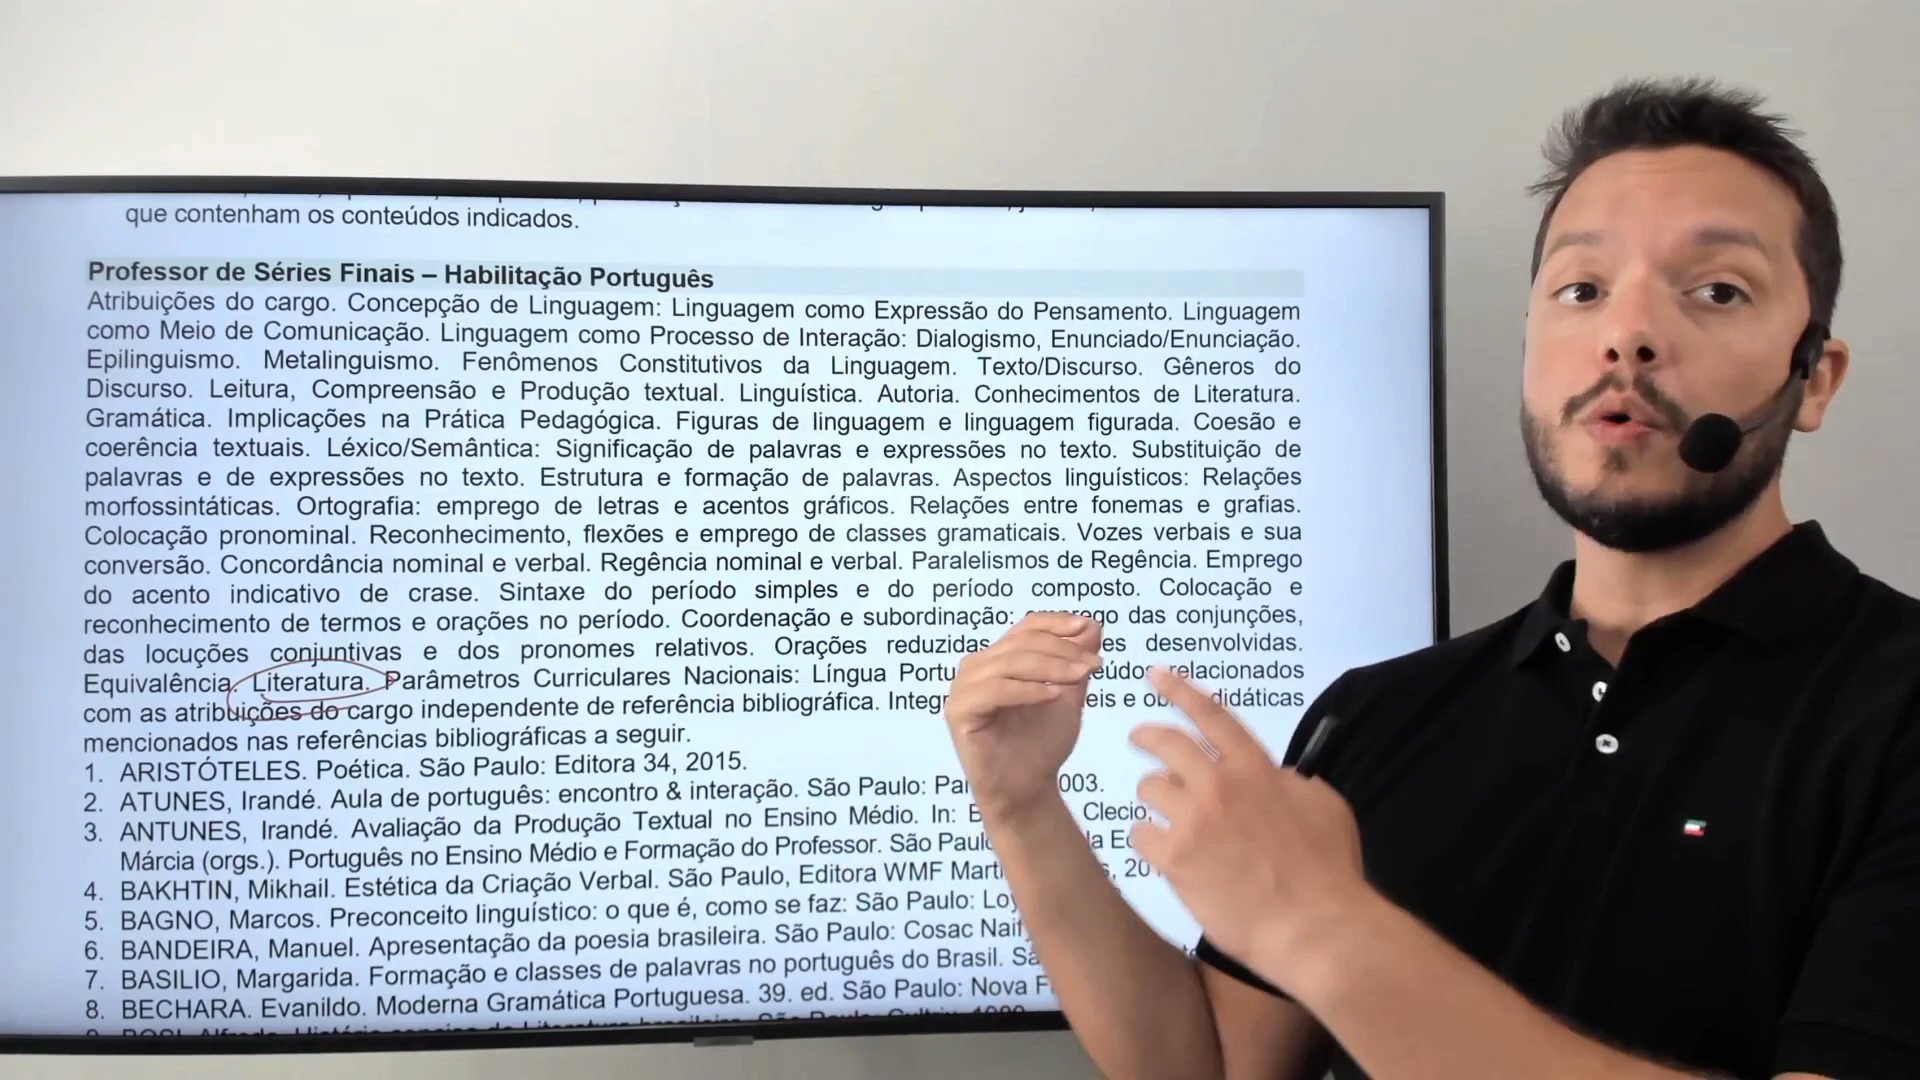 que contenham os conteúdos indicados.
Professor de Séries Finais – Habilitação Português
Atribuições do cargo. Concepção de Linguagem: Linguagem como Expressão do Pensamento. Linguagem
como Meio de Comunicação. Linguagem como Processo de Interação: Dialogismo, Enunciado/Enunciação.
Epilinguismo. Metalinguismo. Fenômenos Constitutivos da Linguagem. Texto/Discurso. Gêneros do
Discurso. Leitura, Compreensão e Produção textual. Linguística. Autoria. Conhecimentos de Literatura.
Gramática. Implicações na Prática Pedagógica. Figuras de linguagem e linguagem figurada. Coesão e
coerência textuais. Léxico/Semântica: Significação de palavras e expressões no texto. Substituição de
palavras e de expressões no texto. Estrutura e formação de palavras. Aspectos linguísticos: Relações
morfossintáticas. Ortografia: emprego de letras e acentos gráficos. Relações entre fonemas e grafias.
Colocação pronominal. Reconhecimento, flexões e emprego de classes gramaticais. Vozes verbais e sua
conversão. Concordância nominal e verbal. Regência nominal e verbal. Paralelismos de Regência. Emprego
do acento indicativo de crase. Sintaxe do período simples e do período composto. Colocação e
reconhecimento de termos e orações no período. Coordenação e subordinação: emprego das conjunções,
das locuções conjuntivas e dos pronomes relativos. Orações reduzidas desenvolvidas.
Equivalência. Literatura. Parâmetros Curriculares Nacionais: Língua relacionados
com as atribuições do cargo independente de referência bibliográfica. e didáticas
mencionados nas referências bibliográficas a seguir.
1. ARISTÓTELES. Poética. São Paulo: Editora 34, 2015.
2. ATUNES, Irandé. Aula de português: encontro & interação. São Paulo:
3. ANTUNES, Irandé. Avaliação da Produção Textual no Ensino Médio. In: Clecio;
Márcia (orgs.). Português no Ensino Médio e Formação do Professor. São
4. BAKHTIN, Mikhail. Estética da Criação Verbal. São Paulo, Editora WMF
5. BAGNO, Marcos. Preconceito linguístico: o que é, como se faz: São Paulo:
6. BANDEIRA, Manuel. Apresentação da poesia brasileira. São Paulo: Cosac
7. BASILIO, Margarida. Formação e classes de palavras no português do Brasil.
8. BECHARA. Evanildo. Moderna Gramática Portuguesa. 39. ed. São Paulo: Nova